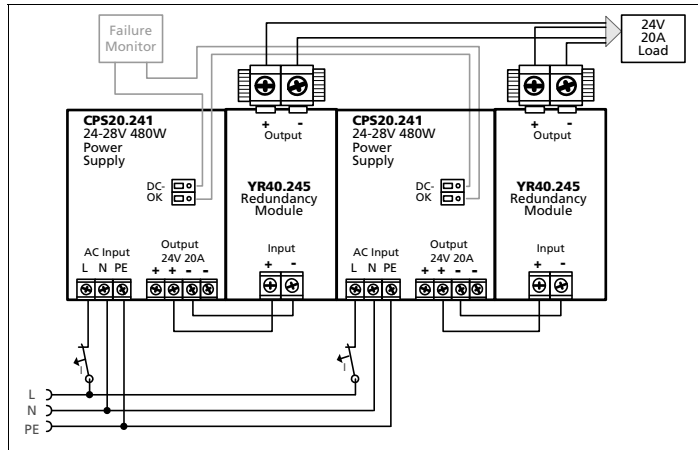 Failure
Monitor
24V
20A
Load
CPS20.241
24-28V 480W
Power
Supply
DC-
OK
AC Input
L N PE
Output
24V 20A
+ + - -
+ -
Output
YR40.245
Redundancy
Module
Input
+ -
CPS20.241
24-28V 480W
Power
Supply
DC-
OK
AC Input
L N PE
Output
24V 20A
+ + - -
+ -
Output
YR40.245
Redundancy
Module
Input
+ -
I
I
L
N
PE